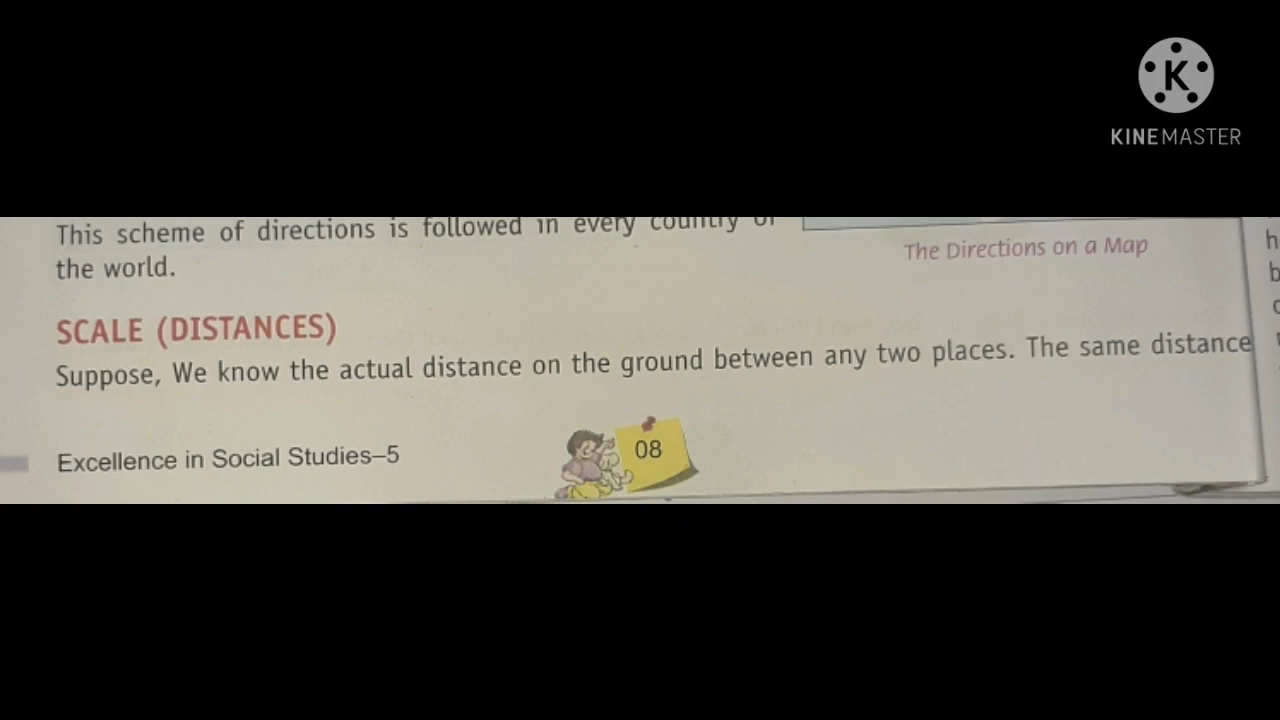 KINEMASTER
This scheme of directions is followed in every country of
the world.
The Directions on a Map
SCALE (DISTANCES)
Suppose, We know the actual distance on the ground between any two places. The same distance
Excellence in Social Studies–5
08